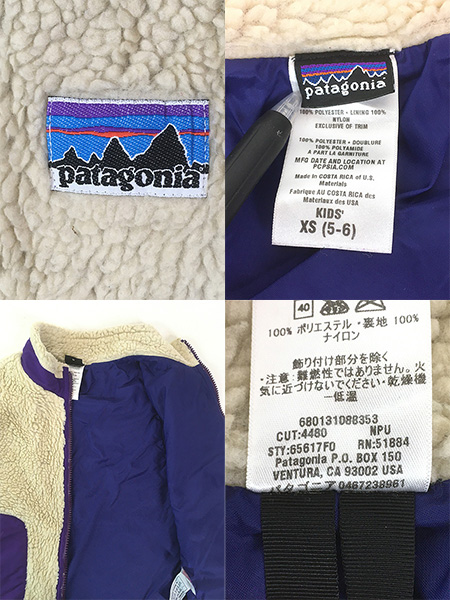 patagonia
patagonia
100% POLYESTER • LINING 100%
NYLON
EXCLUSIVE OF TRIM
100% POLYESTER • DOUBLURE
100% POLYAMIDE
A PART LA GARNITURE
MFG DATE AND LOCATION AT
PCPSIA.COM
MADE IN COSTA RICA OF U.S.
Materials
Fabriqué AU COSTA RICA des
Materiaux des USA
KIDS'
XS (5-6)
40
100% ポリエステル・裏地 100%
ナイロン
飾り付け部分を除く
・注意: 難燃性ではありません。火
気に近づけないでください・乾燥機
ー低温
680131088353
CUT: 4480 NPU
STY: 65617F0 RN: 51884
Patagonia P.O. BOX 150
VENTURA, CA 93002 USA
パタゴニア 0467238961